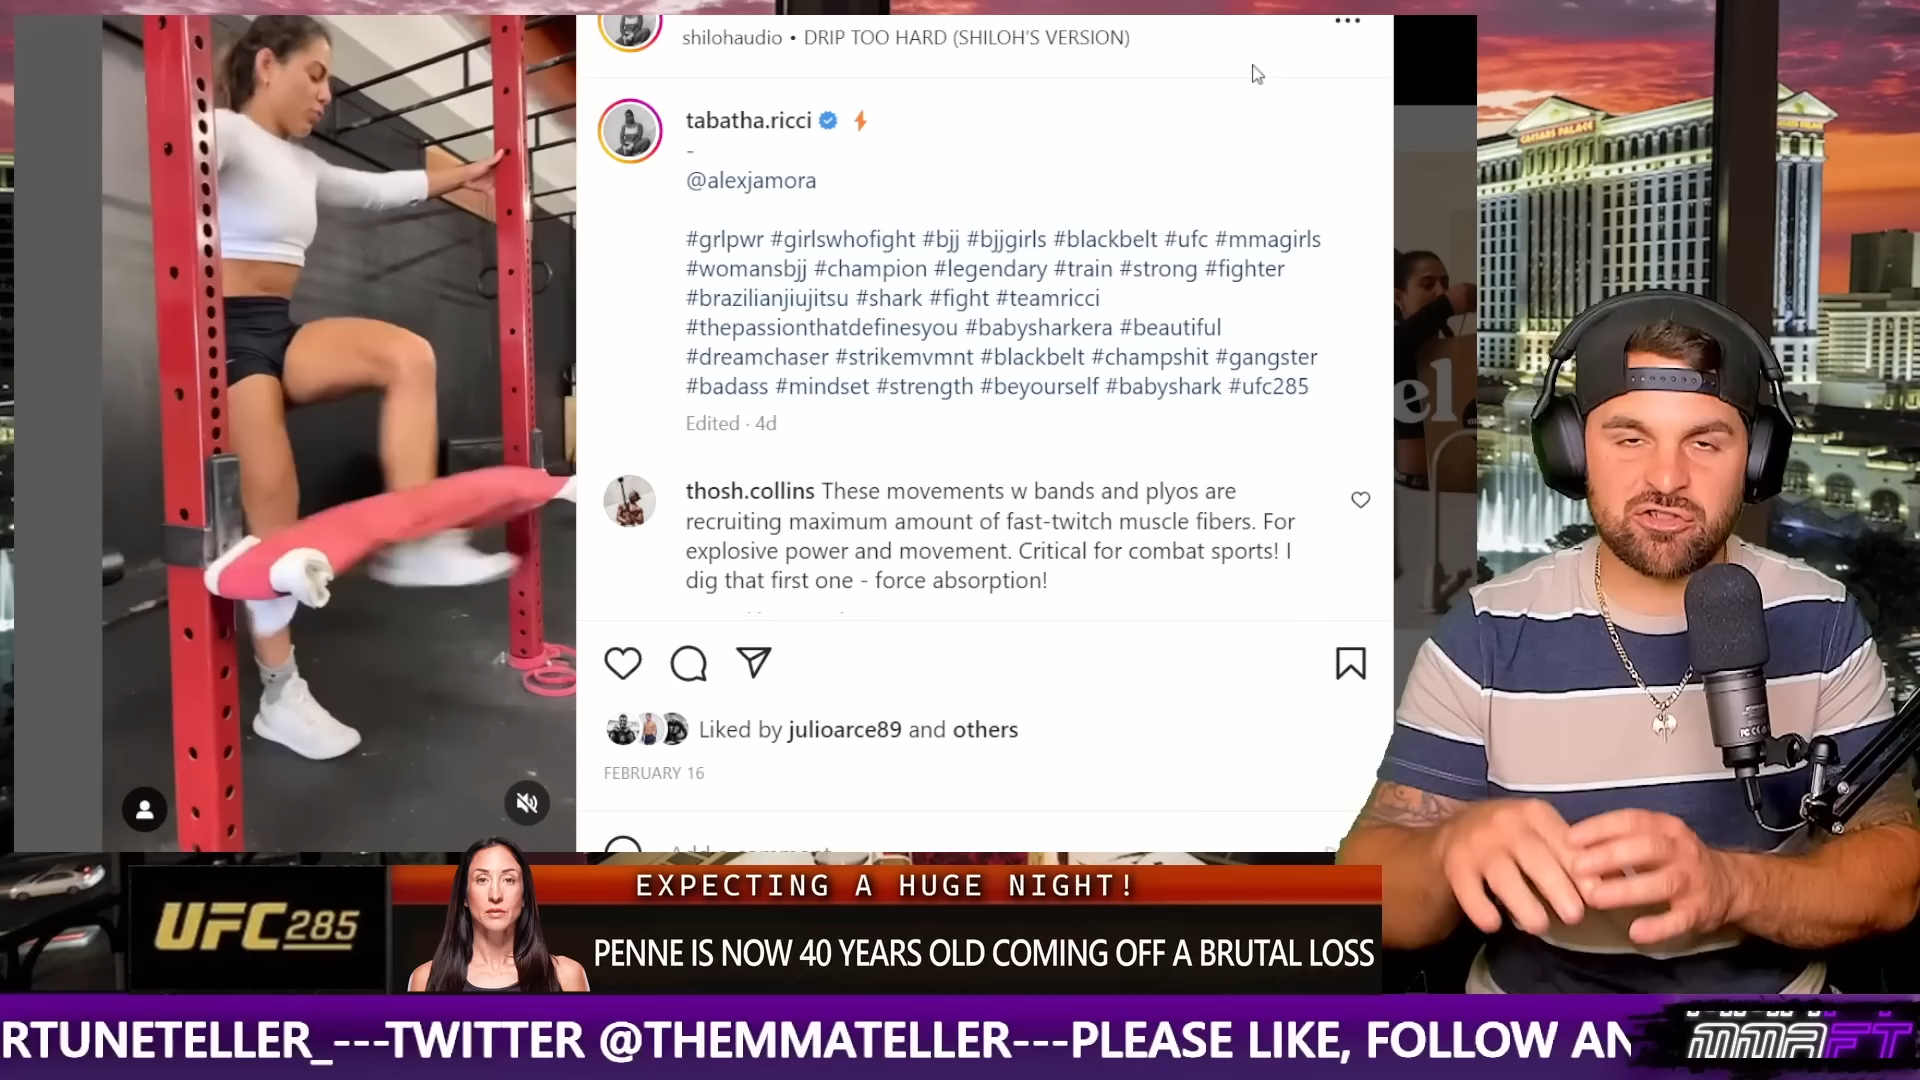 shilohaudio • DRIP TOO HARD (SHILOH'S VERSION)
tabatha.ricci
-
@alexjamora
#grlpwr #girlswhofight #bjj #bjjgirls #blackbelt #ufc #mmagirls
#womansbjj #champion #legendary #train #strong #fighter
#brazilianjiujitsu #shark #fight #teamricci
#thepassionthatdefinesyou #babysharkera #beautiful
#dreamchaser #strikemvmnt #blackbelt #champshit #gangster
#badass #mindset #strength #beyourself #babyshark #ufc285
Edited · 4d
thosh.collins These movements w bands and plyos are
recruiting maximum amount of fast-twitch muscle fibers. For
explosive power and movement. Critical for combat sports! I
dig that first one - force absorption!
Liked by julioarce89 and others
FEBRUARY 16
Add a comment
CAESARS PALACE
el
EXPECTING A HUGE NIGHT!
UFC 285
PENNE IS NOW 40 YEARS OLD COMING OFF A BRUTAL LOSS
RTUNETELLER_---TWITTER @THEMMATELLER---PLEASE LIKE, FOLLOW AN
MMAFT